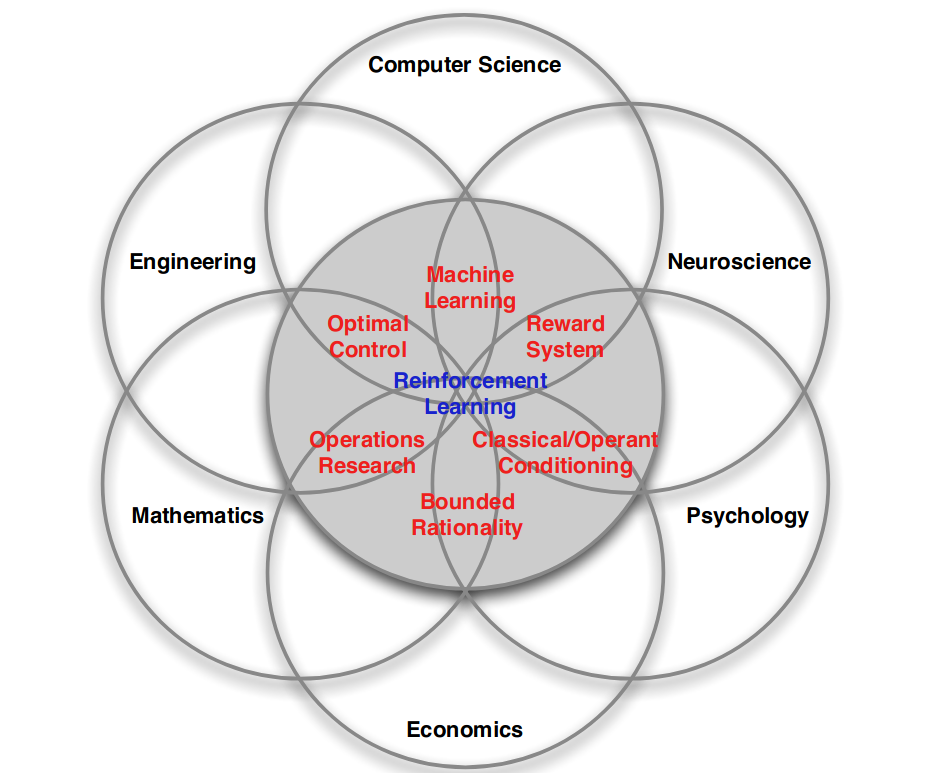 Computer Science
Engineering
Neuroscience
Machine
Learning
Optimal
Control
Reward
System
Reinforcement
Learning
Operations
Research
Classical/Operant
Conditioning
Bounded
Rationality
Mathematics
Psychology
Economics